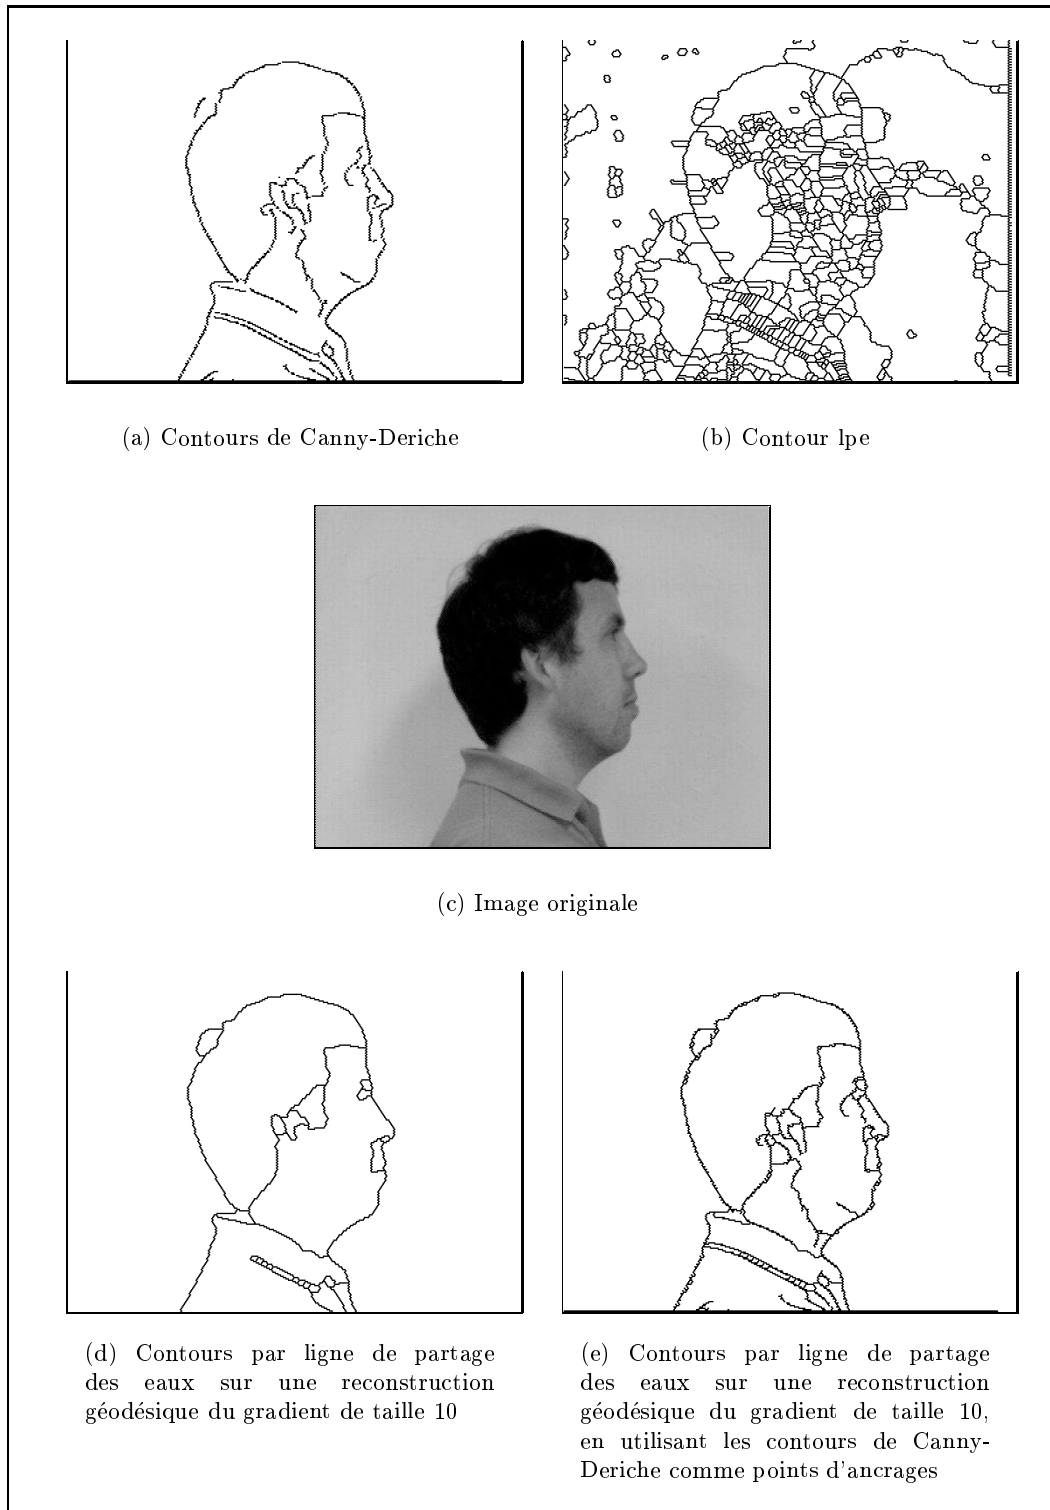 (a) Contours de Canny-Deriche
(b) Contour lpe
(c) Image originale
(d) Contours par ligne de partage
des eaux sur une reconstruction
géodésique du gradient de taille 10
(e) Contours par ligne de partage
des eaux sur une reconstruction
géodésique du gradient de taille 10,
en utilisant les contours de Canny-
Deriche comme points d'ancrages